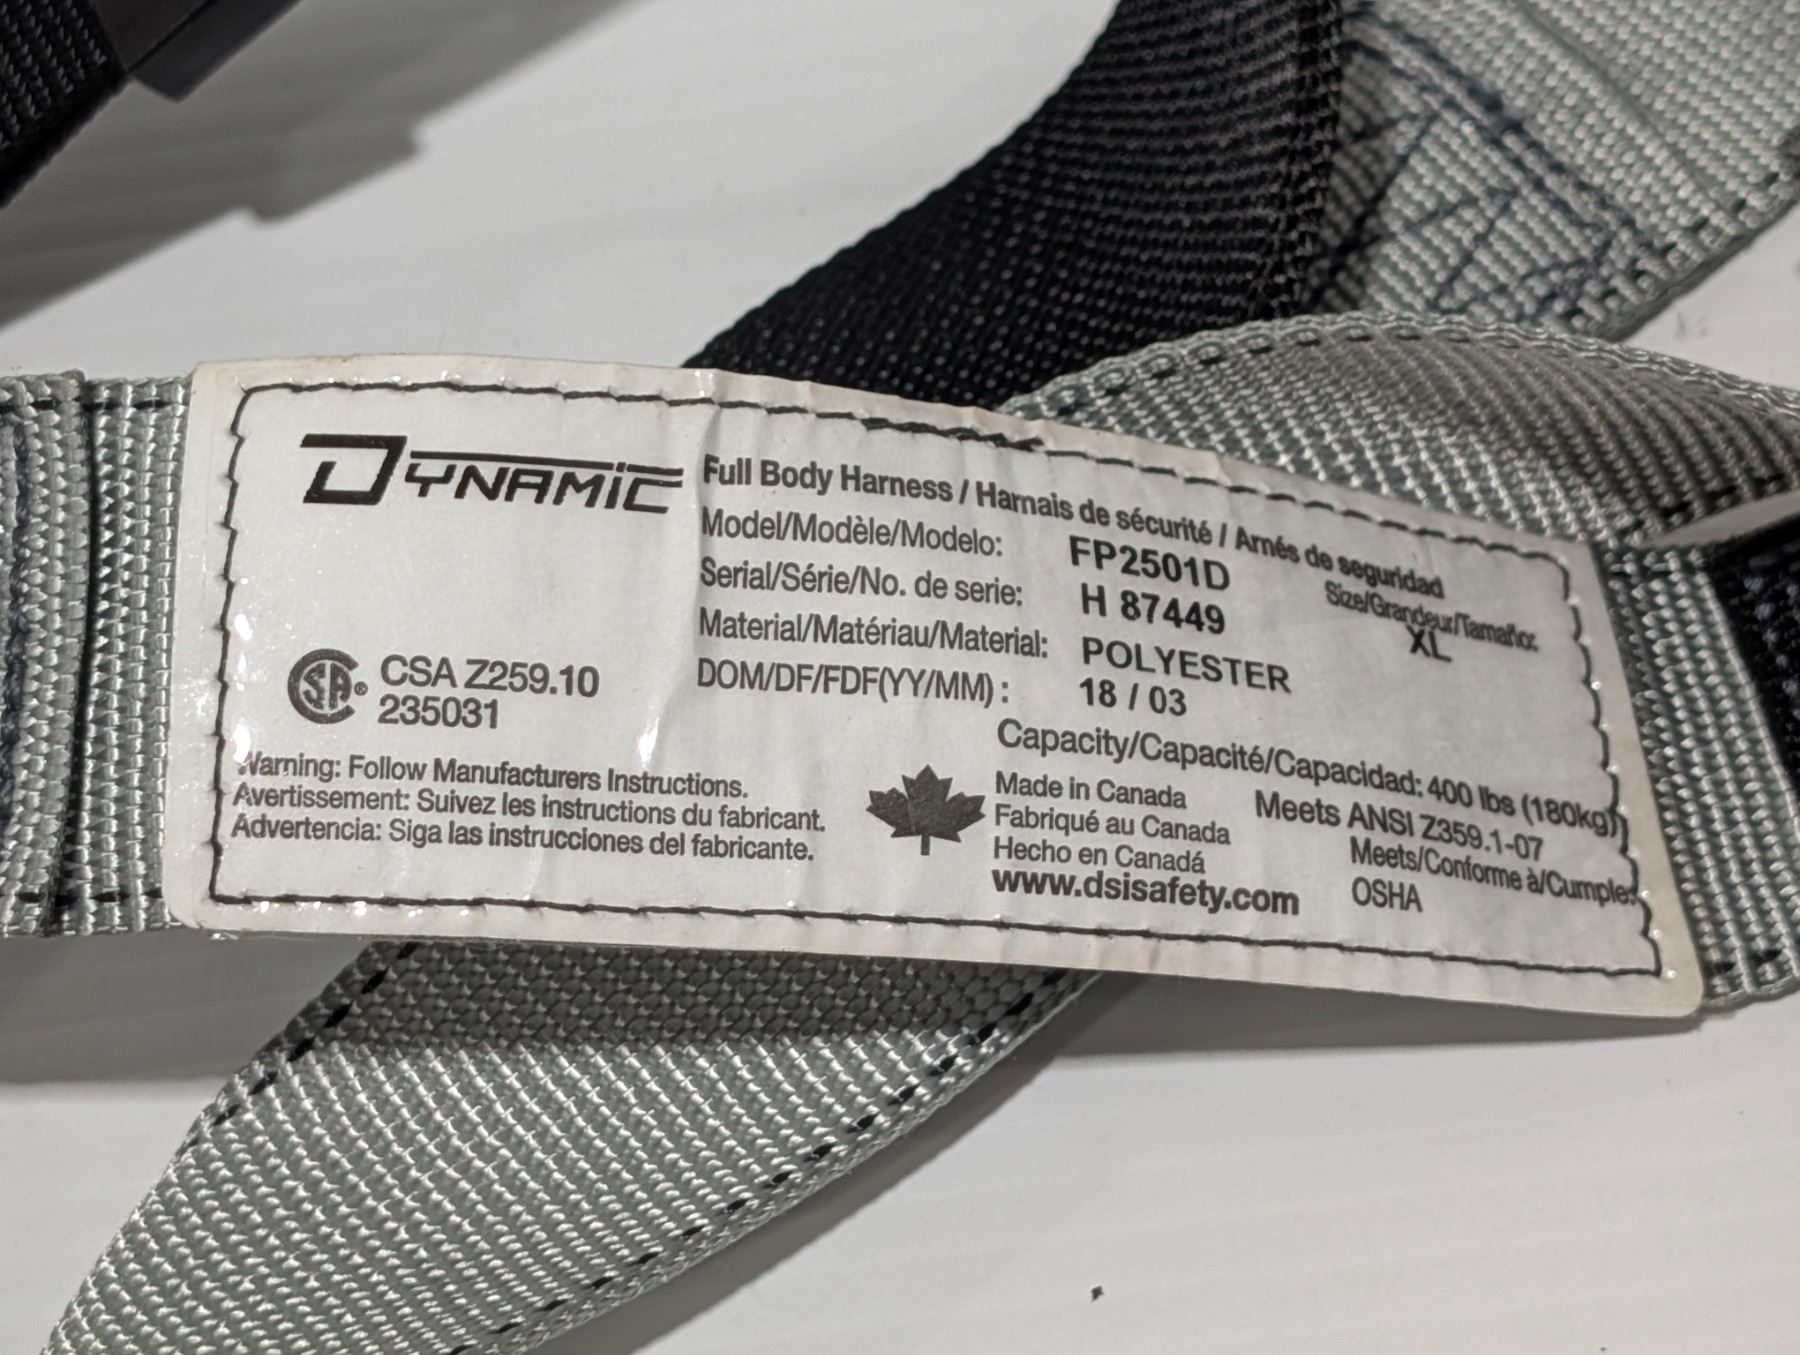 DYNAMIC
Full Body Harness / Harnais de sécurité / Arnés de seguridad
Model/Modèle/Modelo: FP2501D
Size/Grandeur/Tamaño:
XL
Serial/Série/No. de serie: H 87449
Material/Matériau/Material: POLYESTER
DOM/DF/FDF(YY/MM) : 18 / 03
CSA® CSA Z259.10
235031
Capacity/Capacité/Capacidad: 400 lbs (180kg)
Warning: Follow Manufacturers Instructions.
Avertissement: Suivez les instructions du fabricant.
Advertencia: Siga las instrucciones del fabricante.
Made in Canada
Fabriqué au Canada
Hecho en Canadá
www.dsisafety.com
Meets ANSI Z359.1-07
Meets/Conforme à/Cumple:
OSHA